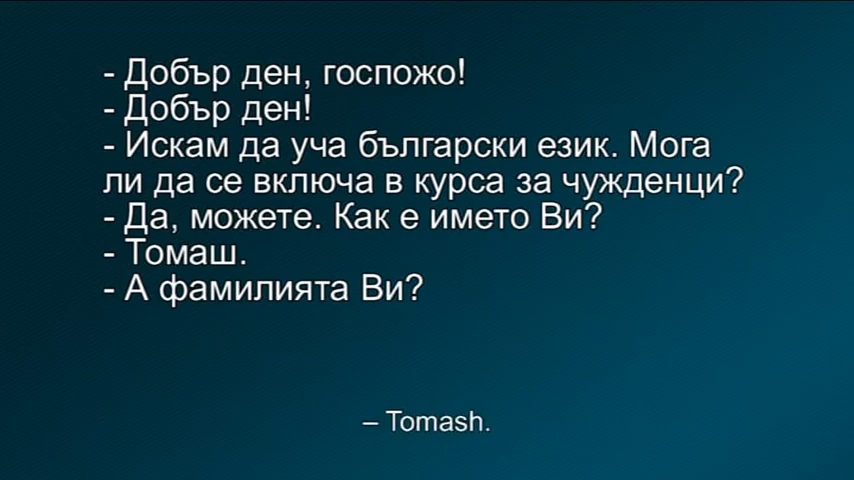 - Добър ден, госпожо!
- Добър ден!
- Искам да уча български език. Мога
ли да се включа в курса за чужденци?
- Да, можете. Как е името Ви?
- Томаш.
- А фамилията Ви?
– Tomash.